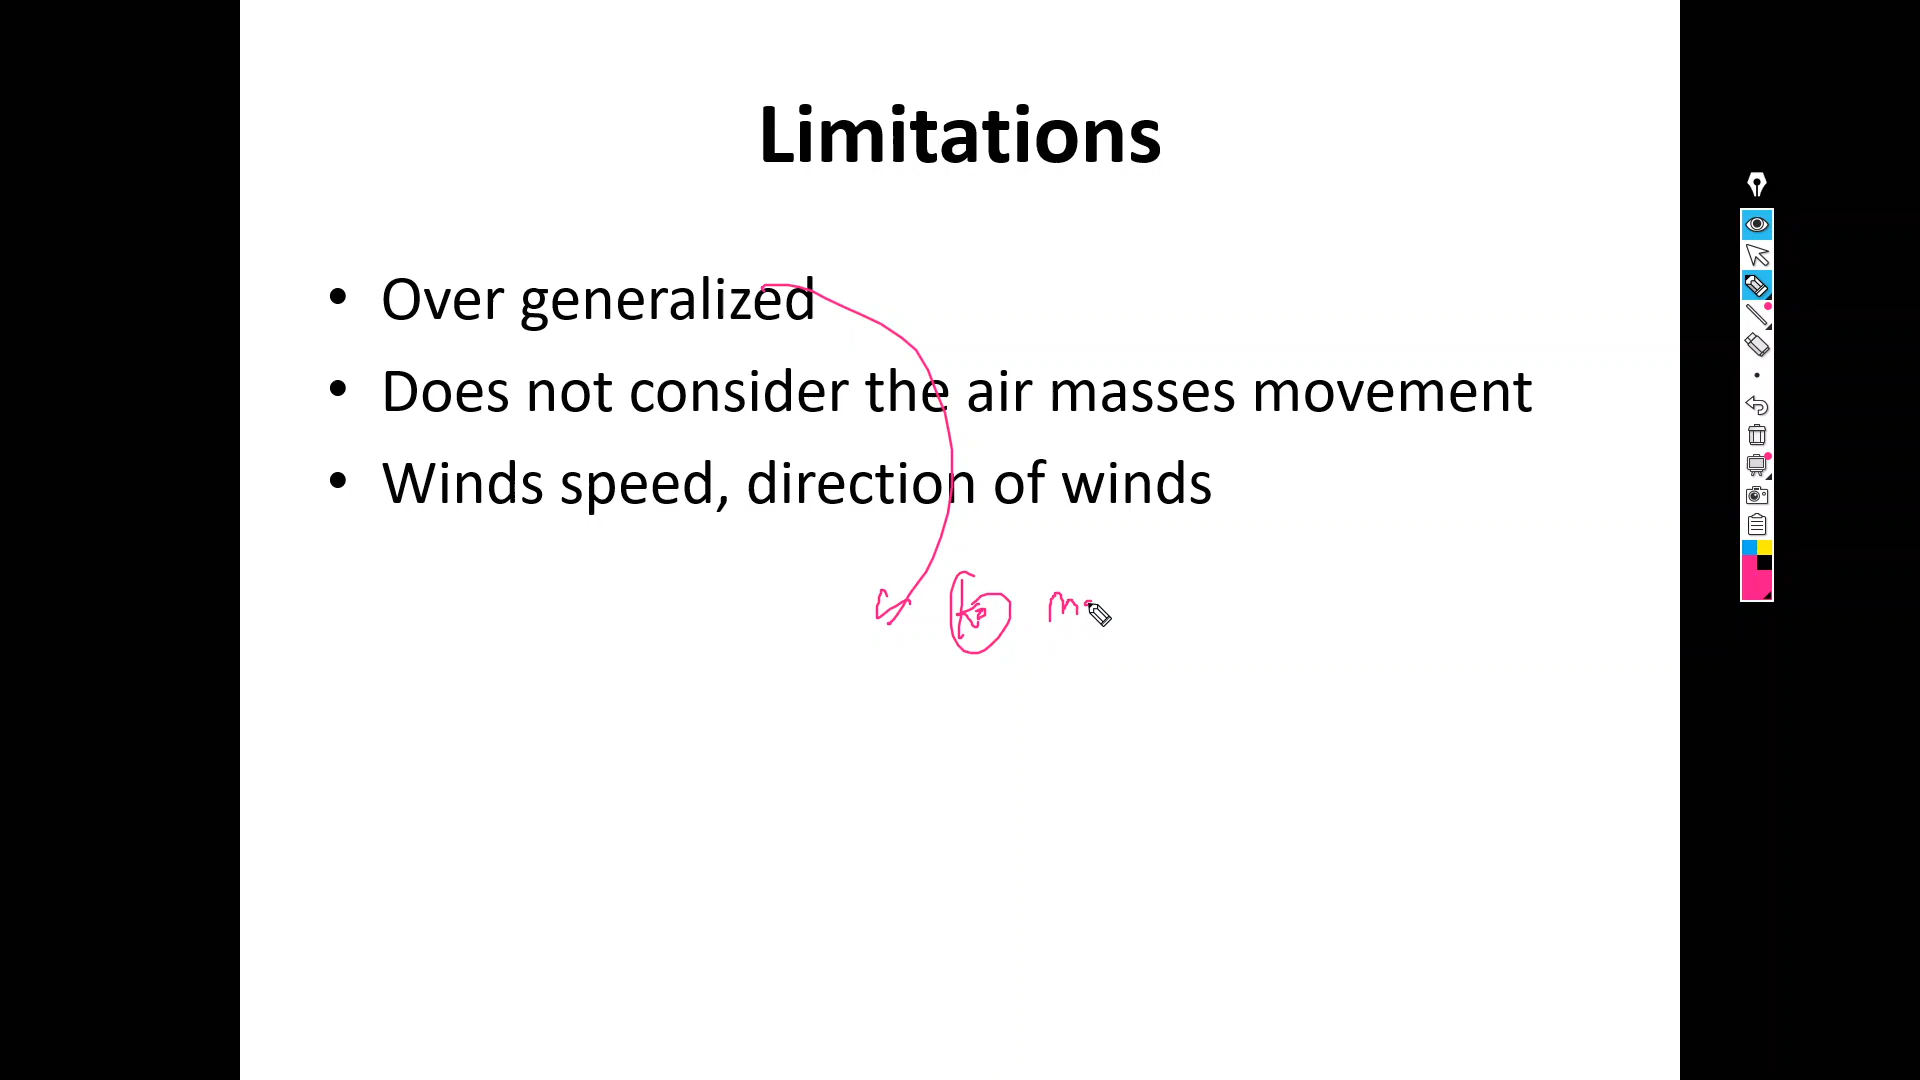 Limitations
• Over generalized
• Does not consider the air masses movement
• Winds speed, direction of winds